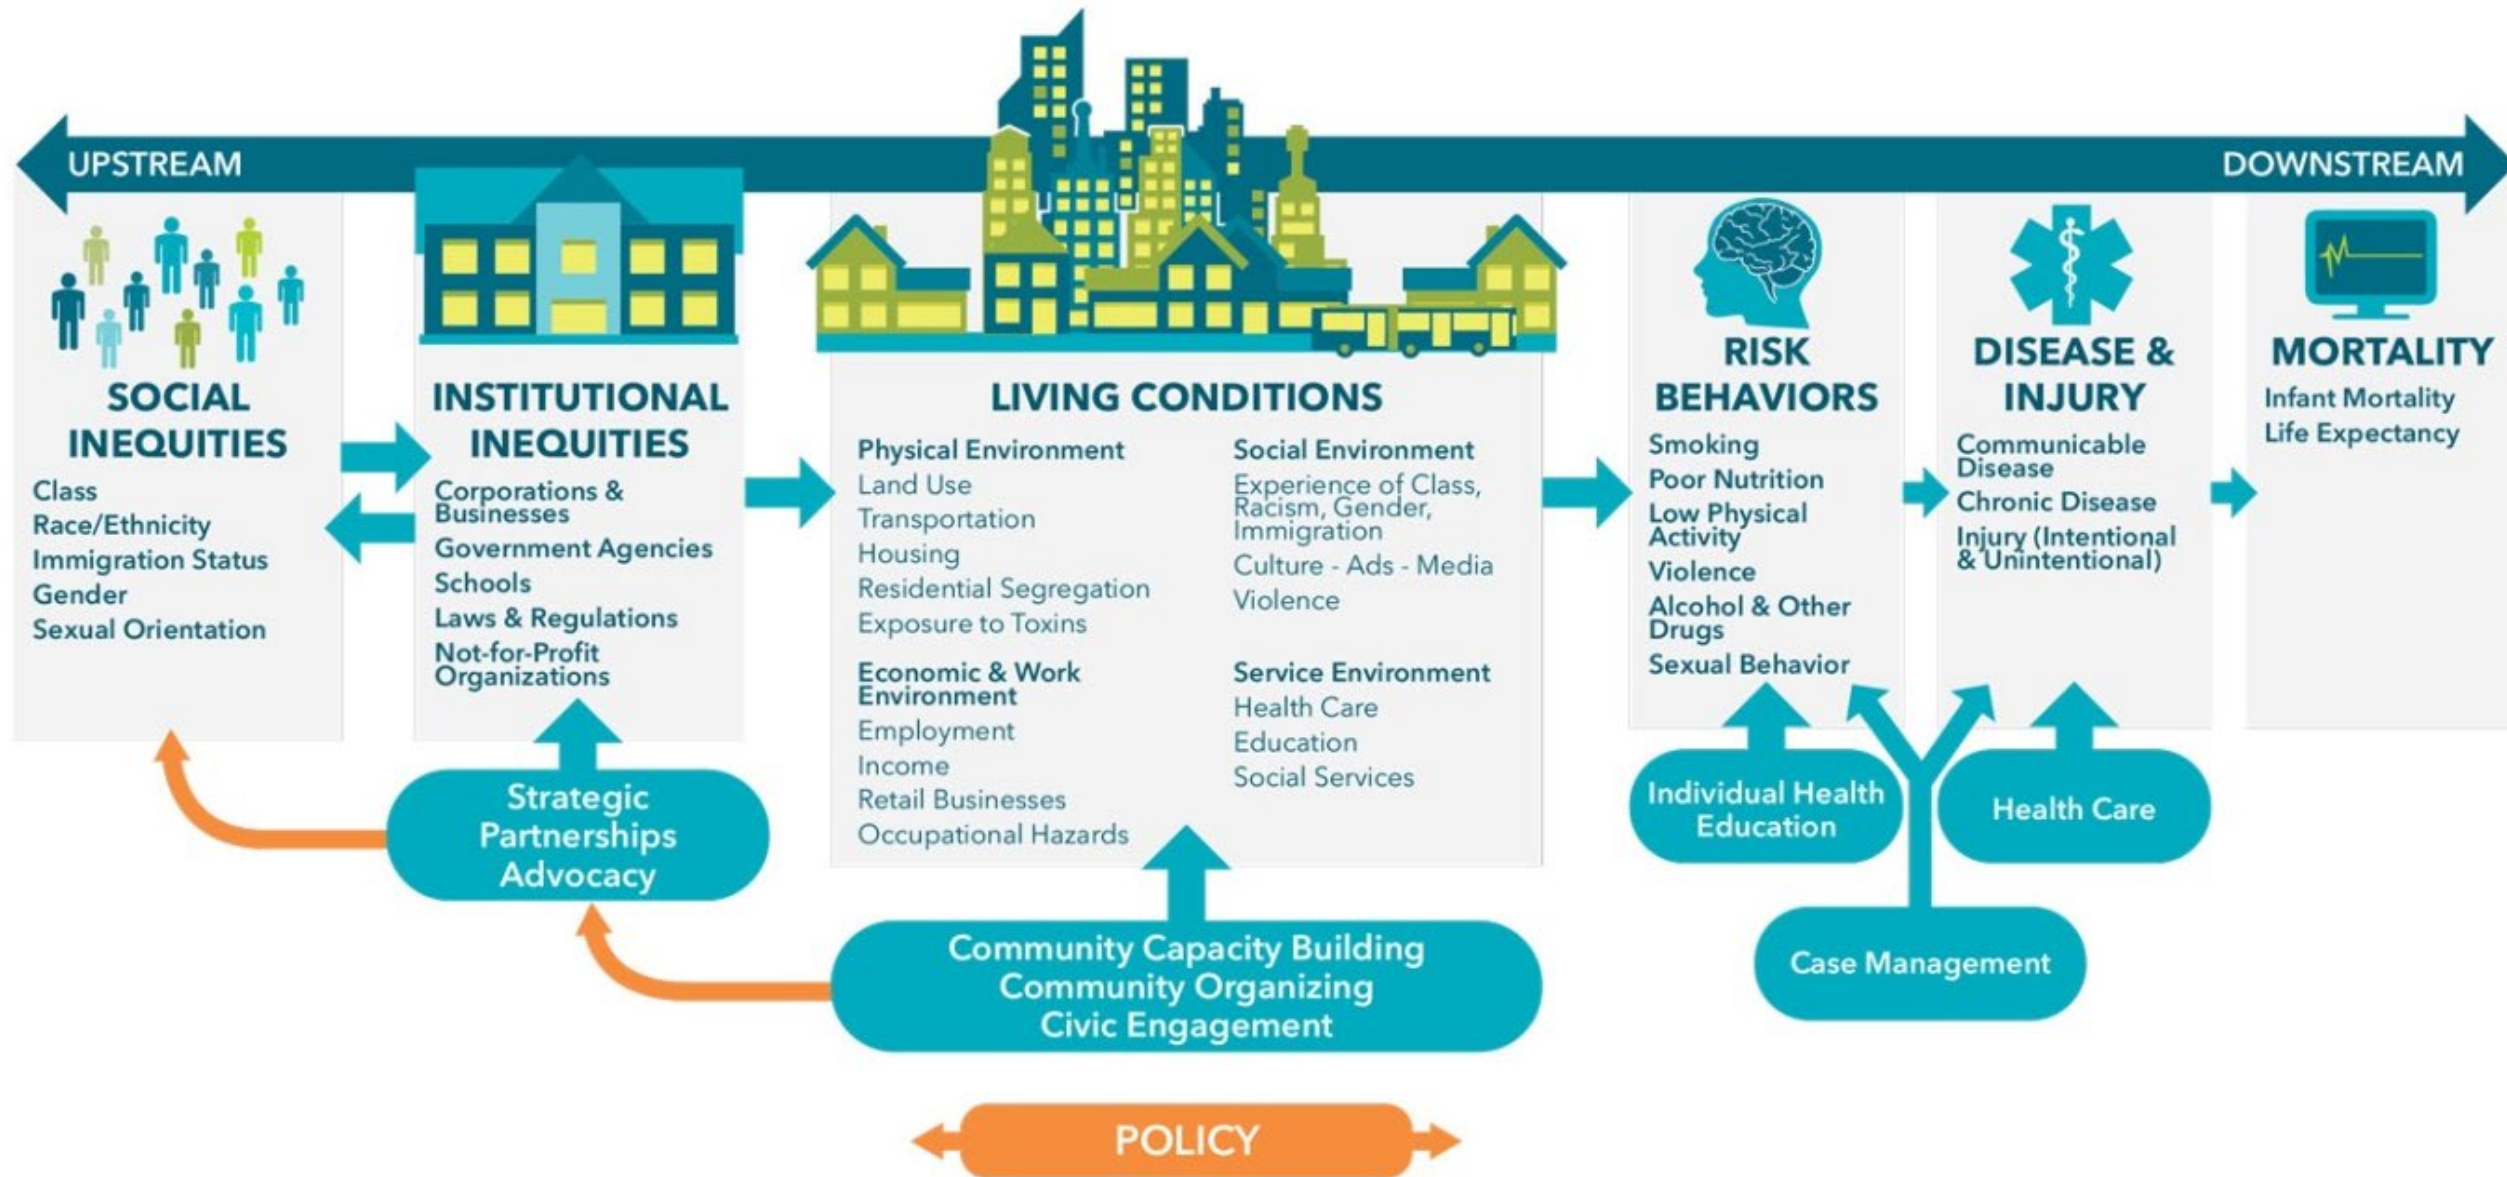 UPSTREAM
DOWNSTREAM
SOCIAL
INEQUITIES
Class
Race/Ethnicity
Immigration Status
Gender
Sexual Orientation
INSTITUTIONAL
INEQUITIES
Corporations &
Businesses
Government Agencies
Schools
Laws & Regulations
Not-for-Profit
Organizations
Strategic
Partnerships
Advocacy
LIVING CONDITIONS
Physical Environment
Land Use
Transportation
Housing
Residential Segregation
Exposure to Toxins
Economic & Work
Environment
Employment
Income
Retail Businesses
Occupational Hazards
Social Environment
Experience of Class,
Racism, Gender,
Immigration
Culture - Ads - Media
Violence
Service Environment
Health Care
Education
Social Services
Community Capacity Building
Community Organizing
Civic Engagement
RISK
BEHAVIORS
Smoking
Poor Nutrition
Low Physical
Activity
Violence
Alcohol & Other
Drugs
Sexual Behavior
Individual Health
Education
DISEASE &
INJURY
Communicable
Disease
Chronic Disease
Injury (Intentional
& Unintentional)
Health Care
Case Management
MORTALITY
Infant Mortality
Life Expectancy
POLICY